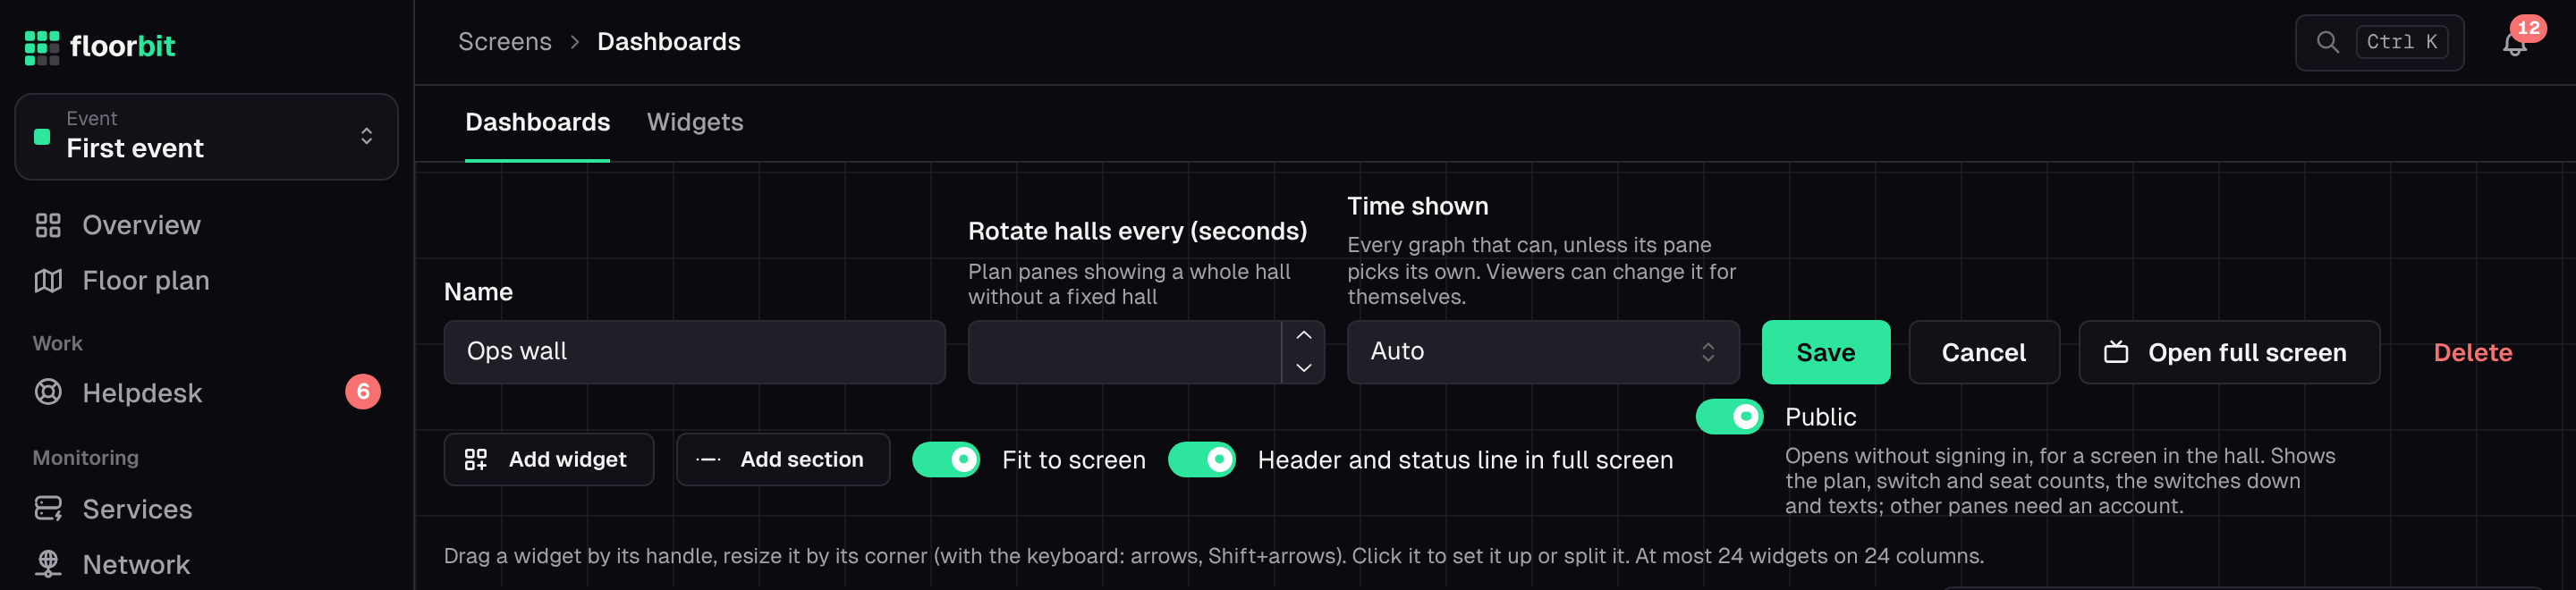 floorbit
Screens > Dashboards
Ctrl K
12
Event
First event
Dashboards
Widgets
Overview
Floor plan
Work
Helpdesk
6
Monitoring
Services
Network
Name
Ops wall
Rotate halls every (seconds)
Plan panes showing a whole hall
without a fixed hall
Time shown
Every graph that can, unless its pane
picks its own. Viewers can change it for
themselves.
Auto
Save
Cancel
Open full screen
Delete
Add widget
Add section
Fit to screen
Header and status line in full screen
Public
Opens without signing in, for a screen in the hall. Shows
the plan, switch and seat counts, the switches down
and texts; other panes need an account.
Drag a widget by its handle, resize it by its corner (with the keyboard: arrows, Shift+arrows). Click it to set it up or split it. At most 24 widgets on 24 columns.